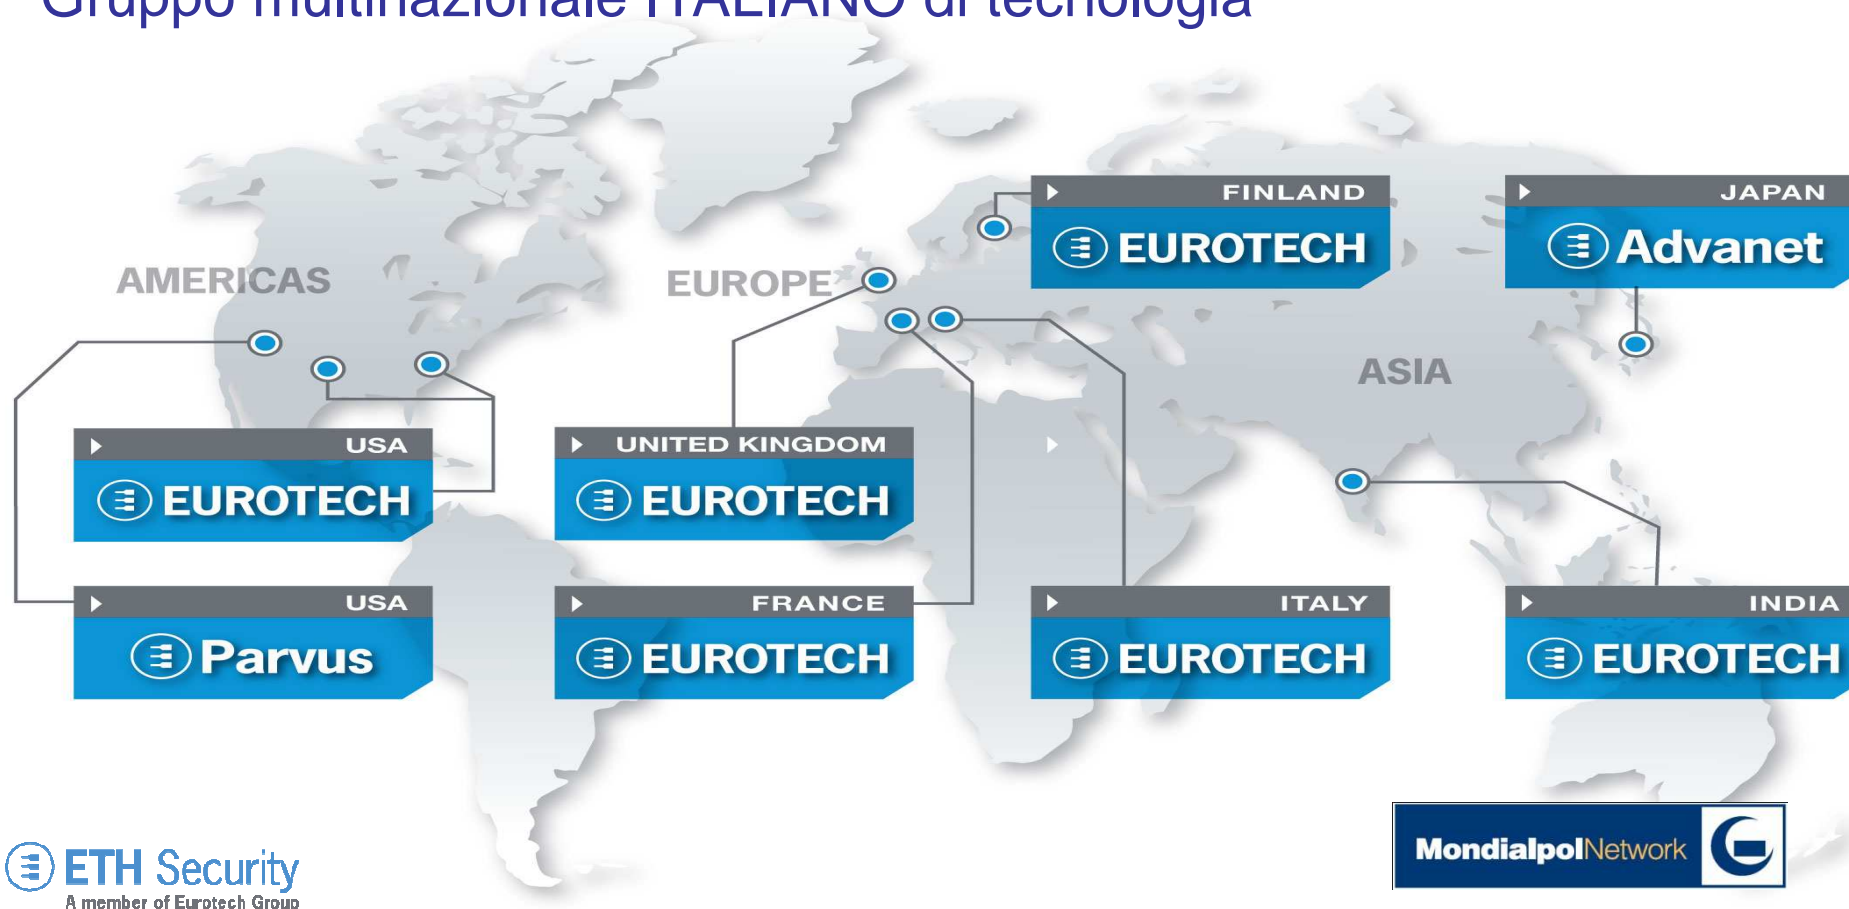 Gruppo multinazionale ITALIANO di tecnologia
FINLAND
EUROTECH
JAPAN
Advanet
AMERICAS
EUROPE
ASIA
USA
EUROTECH
UNITED KINGDOM
EUROTECH
USA
Parvus
FRANCE
EUROTECH
ITALY
EUROTECH
INDIA
EUROTECH
ETH Security
A member of Eurotech Group
MondialpolNetwork